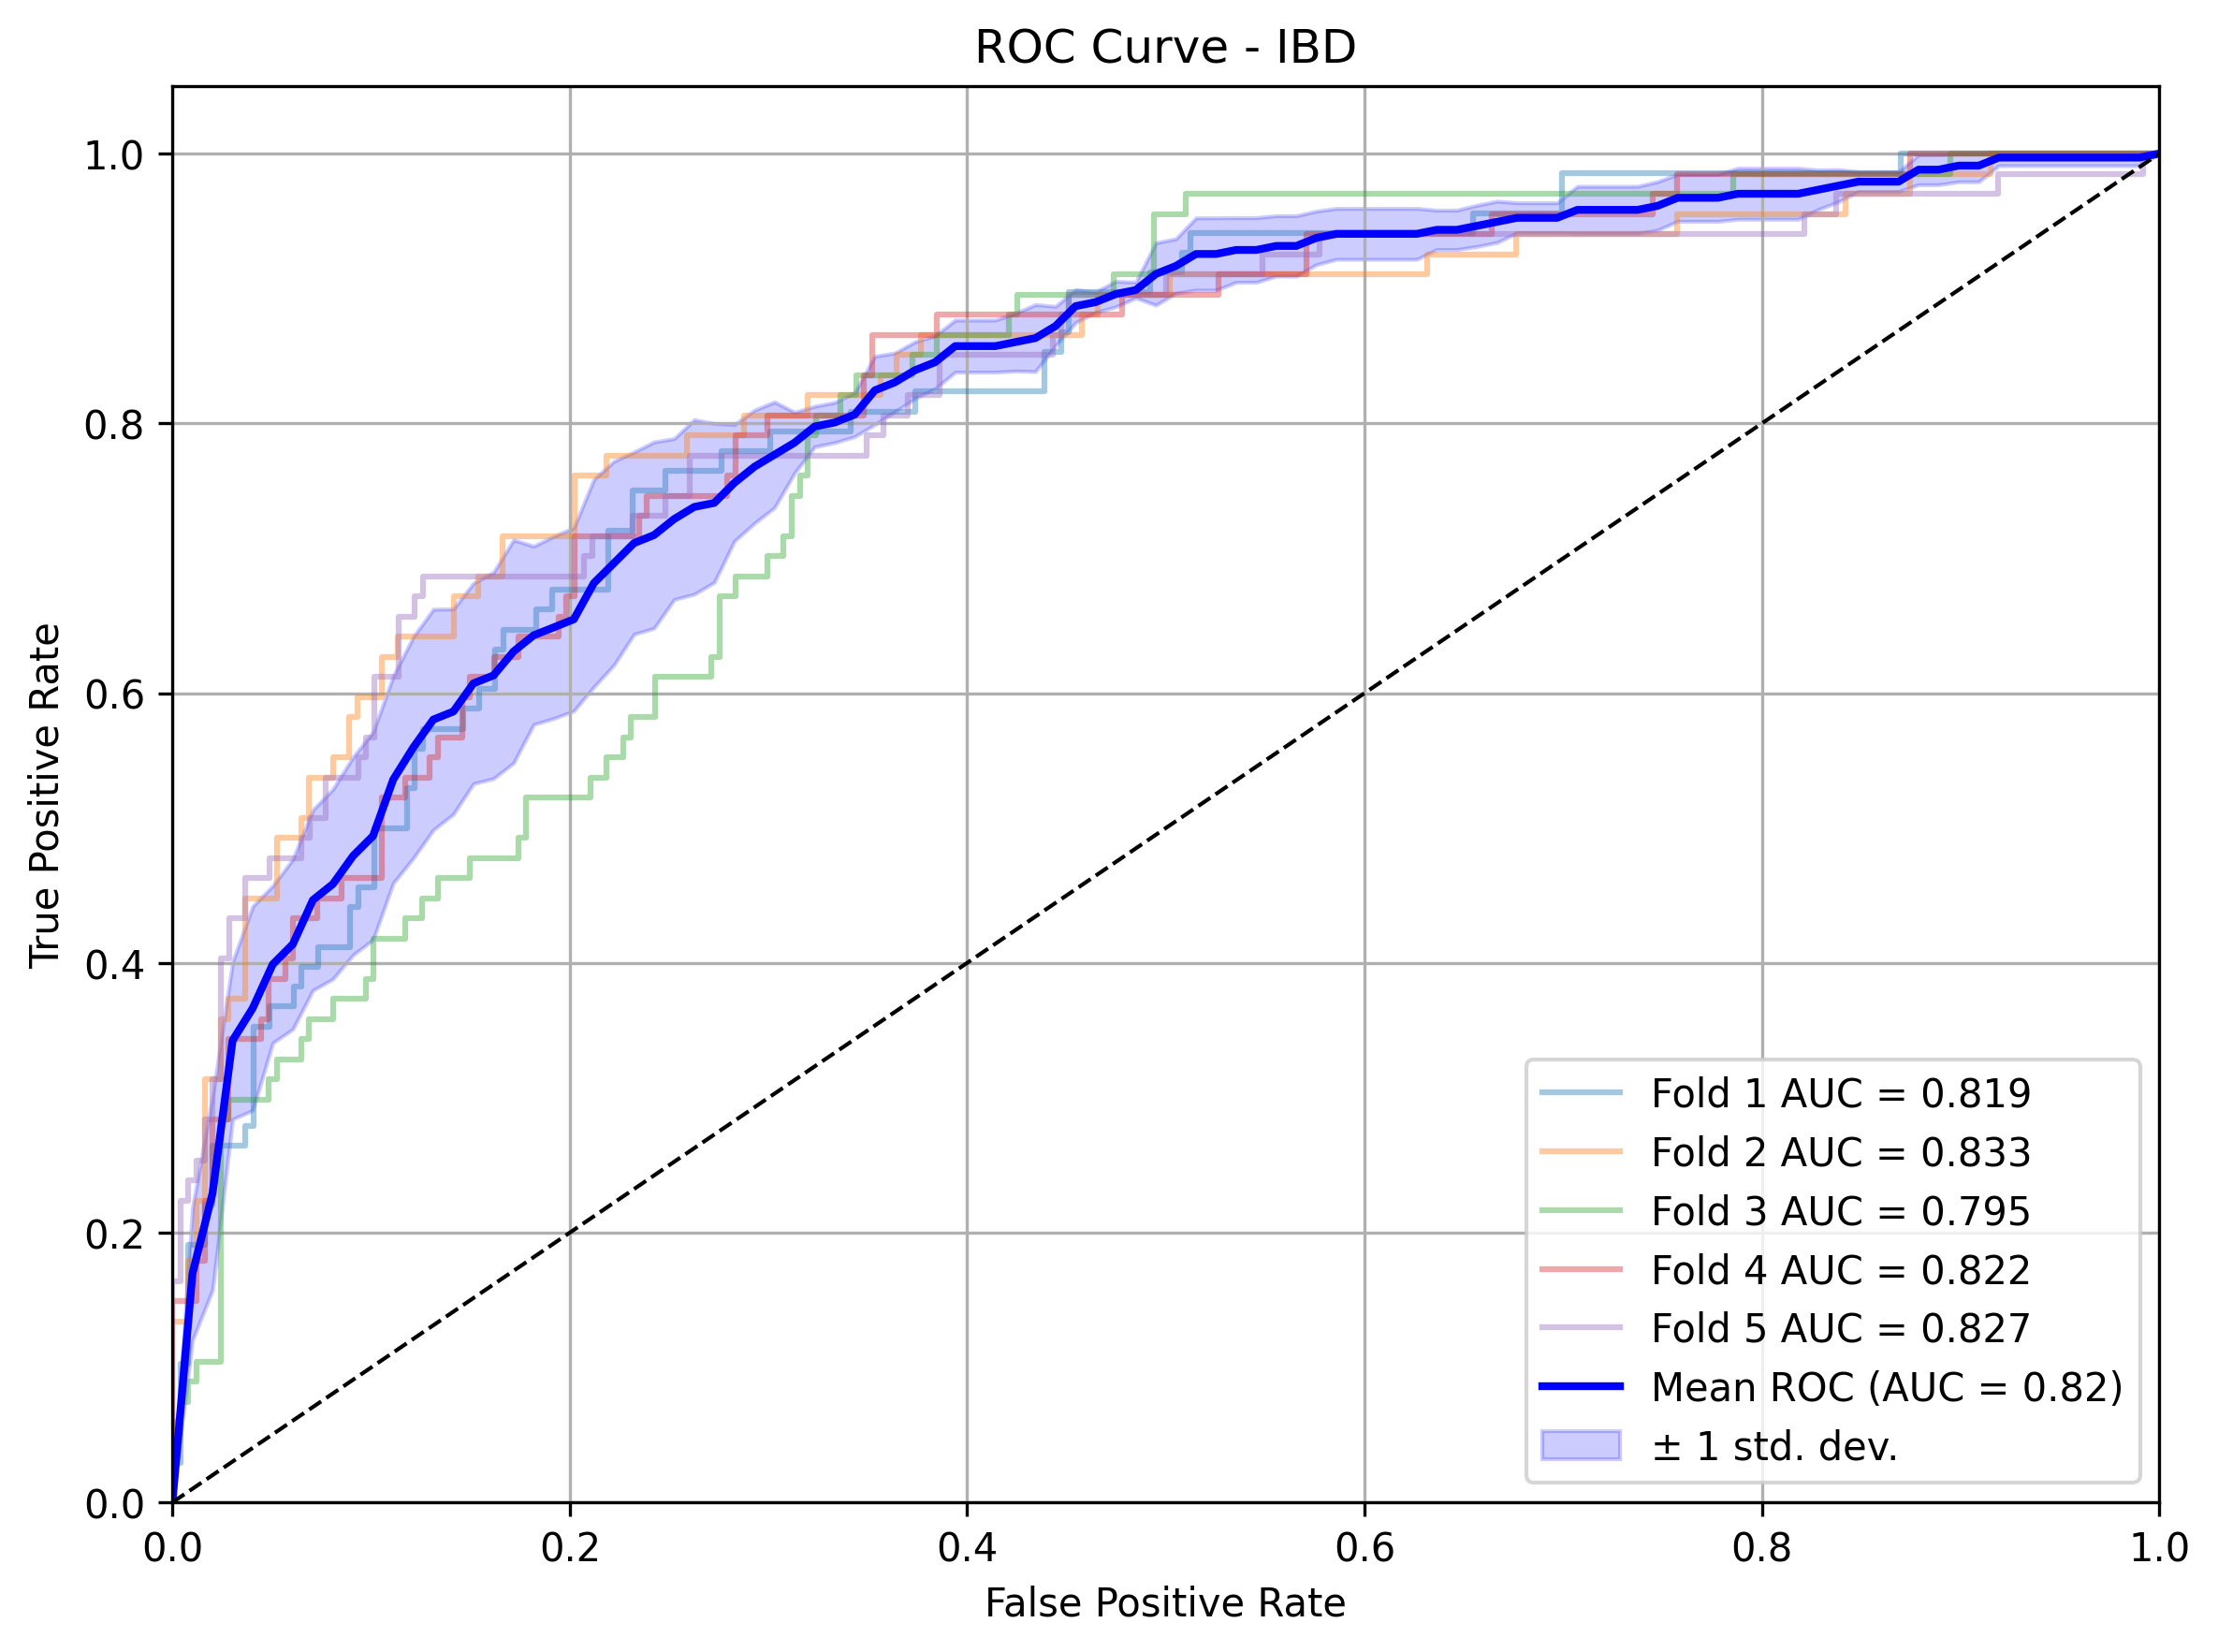 ROC Curve - IBD
True Positive Rate
1.0
0.8
0.6
0.4
0.2
0.0
0.0 0.2 0.4 0.6 0.8 1.0
False Positive Rate
Fold 1 AUC = 0.819
Fold 2 AUC = 0.833
Fold 3 AUC = 0.795
Fold 4 AUC = 0.822
Fold 5 AUC = 0.827
Mean ROC (AUC = 0.82)
± 1 std. dev.